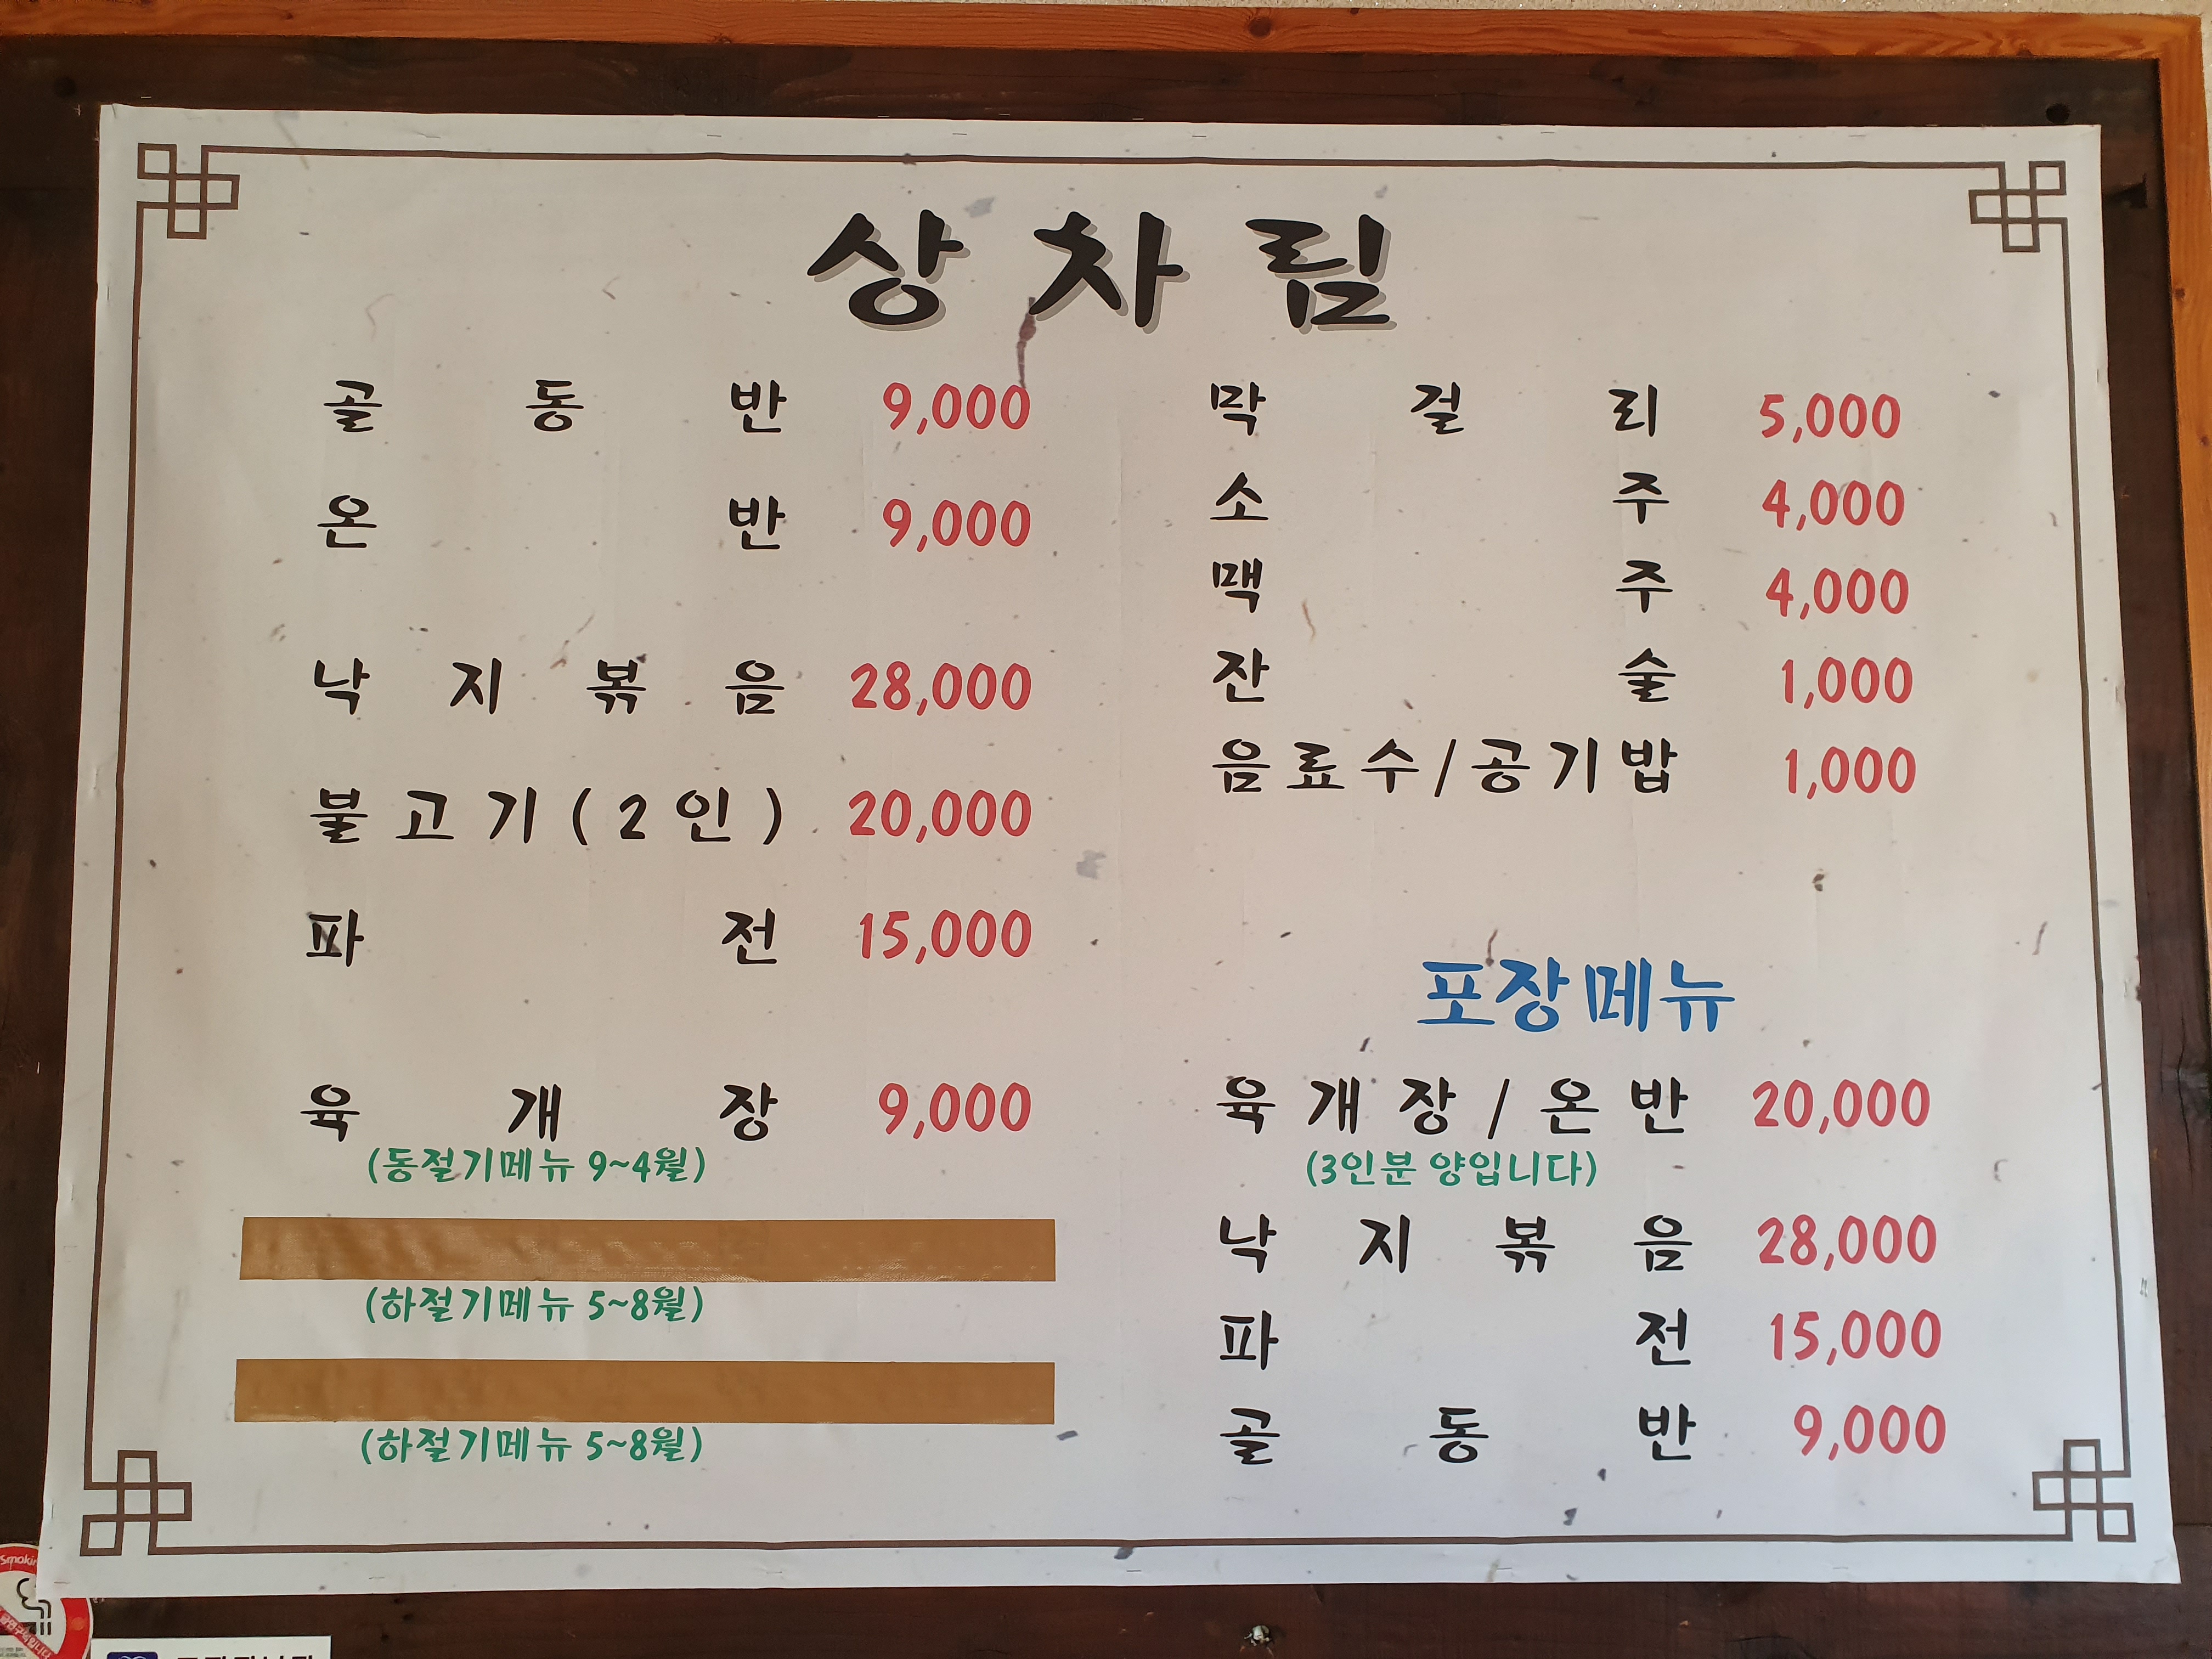 상차림
골동반 9,000
온반 9,000
낙지볶음 28,000
불고기(2인) 20,000
파전 15,000
육개장 9,000
(동절기메뉴 9~4월)
(하절기메뉴 5~8월)
(하절기메뉴 5~8월)
막걸리 5,000
소주 4,000
맥주 4,000
잔술 1,000
음료수/공기밥 1,000
포장메뉴
육개장/온반 20,000
(3인분 양입니다)
낙지볶음 28,000
파전 15,000
골동반 9,000